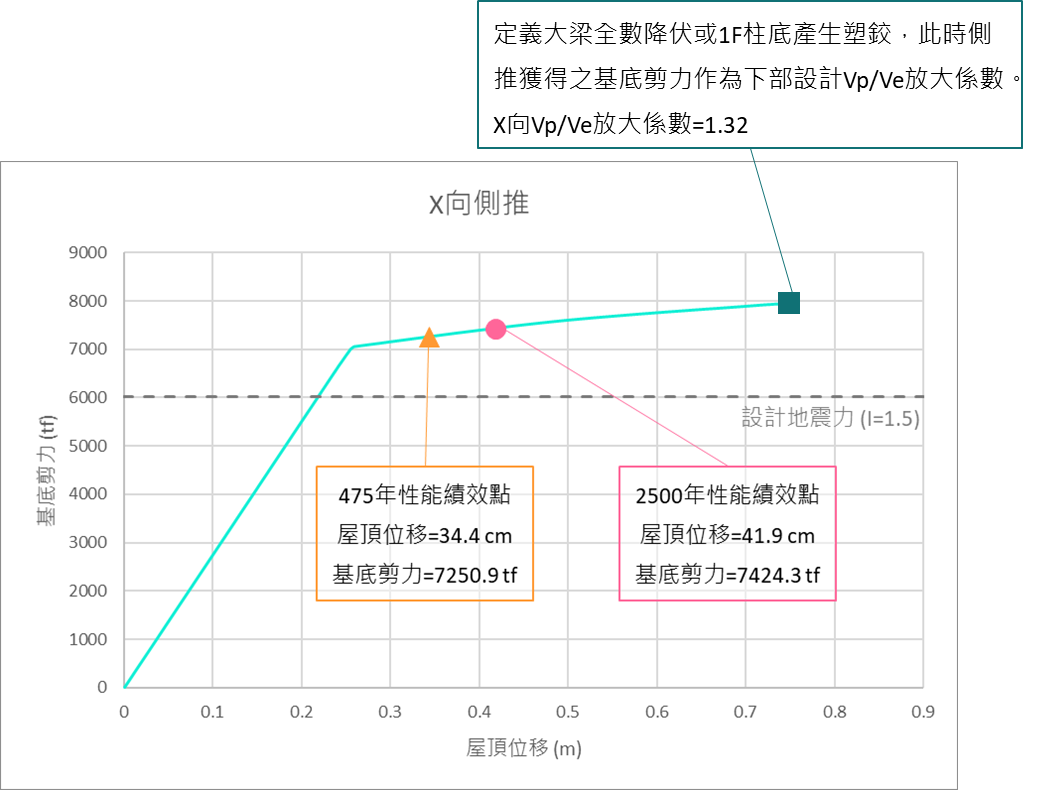 定義大梁全數降伏或1F柱底產生塑鉸，此時側
推獲得之基底剪力作為下部設計Vp/Ve放大係數。
X向Vp/Ve放大係數=1.32
X向側推
9000
8000
7000
6000
5000
4000
3000
2000
1000
0
基底剪力 (tf)
設計地震力 (I=1.5)
475年性能績效點
屋頂位移=34.4 cm
基底剪力=7250.9 tf
2500年性能績效點
屋頂位移=41.9 cm
基底剪力=7424.3 tf
0 0.1 0.2 0.3 0.4 0.5 0.6 0.7 0.8 0.9
屋頂位移 (m)